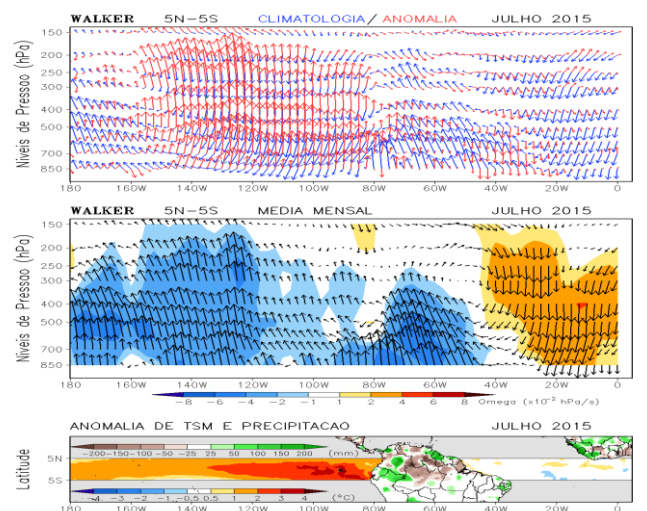 WALKER 5N-5S CLIMATOLOGIA/ ANOMALIA JULHO 2015
Niveis de Pressao (hPa)
150
200
250
300
400
500
700
850
180 160W 140W 120W 100W 80W 60W 40W 20W 0
WALKER 5N-5S MEDIA MENSAL JULHO 2015
Niveis de Pressao (hPa)
150
200
250
300
400
500
700
850
180 160W 140W 120W 100W 80W 60W 40W 20W 0
-8 -6 -4 -2 -1 1 2 4 6 8 Omega (x10-2 hPa/s)
ANOMALIA DE TSM E PRECIPITACAO JULHO 2015
Latitude
-200-150-100 -50 -25 25 50 100 150 200 (mm)
5N
5S
-4 -3 -2 -1 -0.5 0.5 1 2 3 4 (°C)